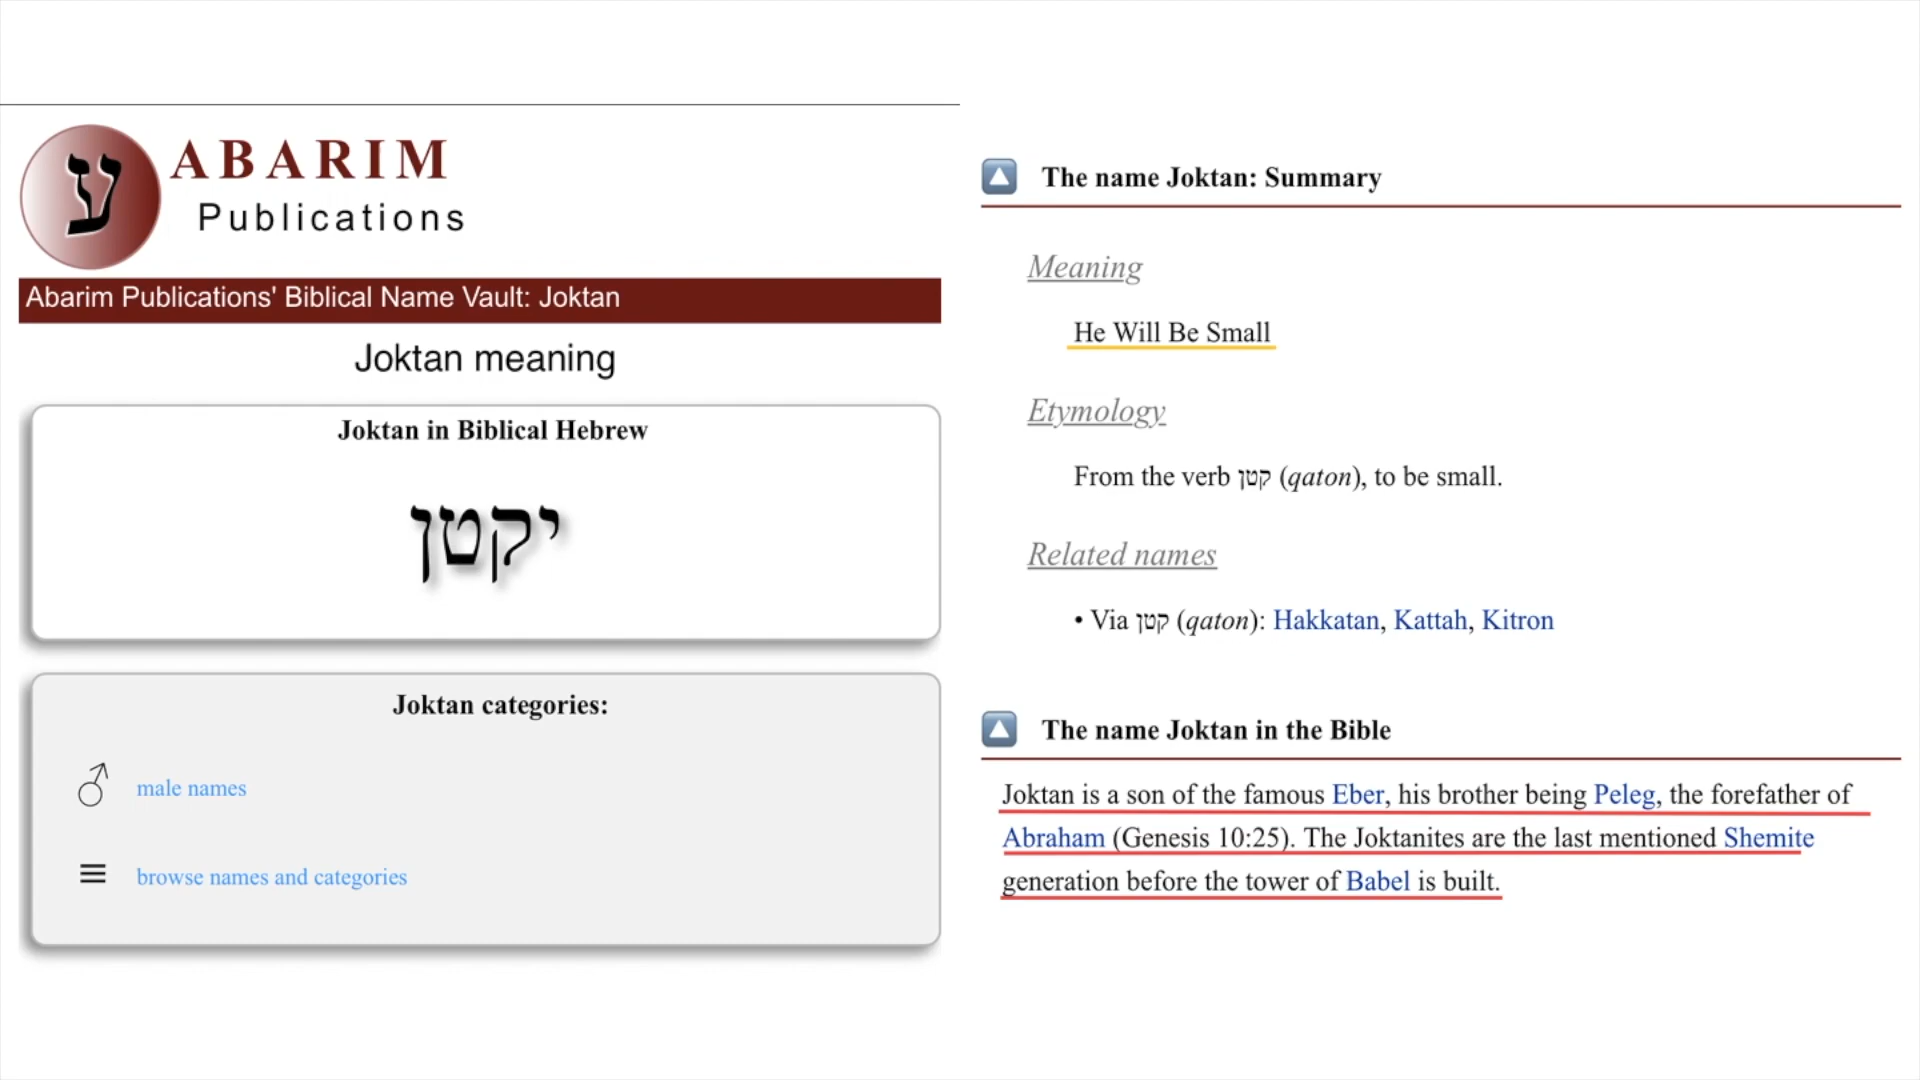 ע
ABARIM
Publications
Abarim Publications' Biblical Name Vault: Joktan
Joktan meaning
Joktan in Biblical Hebrew
יקטן
Joktan categories:
male names
browse names and categories
The name Joktan: Summary
Meaning
He Will Be Small
Etymology
From the verb קטן (qaton), to be small.
Related names
• Via קטן (qaton): Hakkatan, Kattah, Kitron
The name Joktan in the Bible
Joktan is a son of the famous Eber, his brother being Peleg, the forefather of
Abraham (Genesis 10:25). The Joktanites are the last mentioned Shemite
generation before the tower of Babel is built.